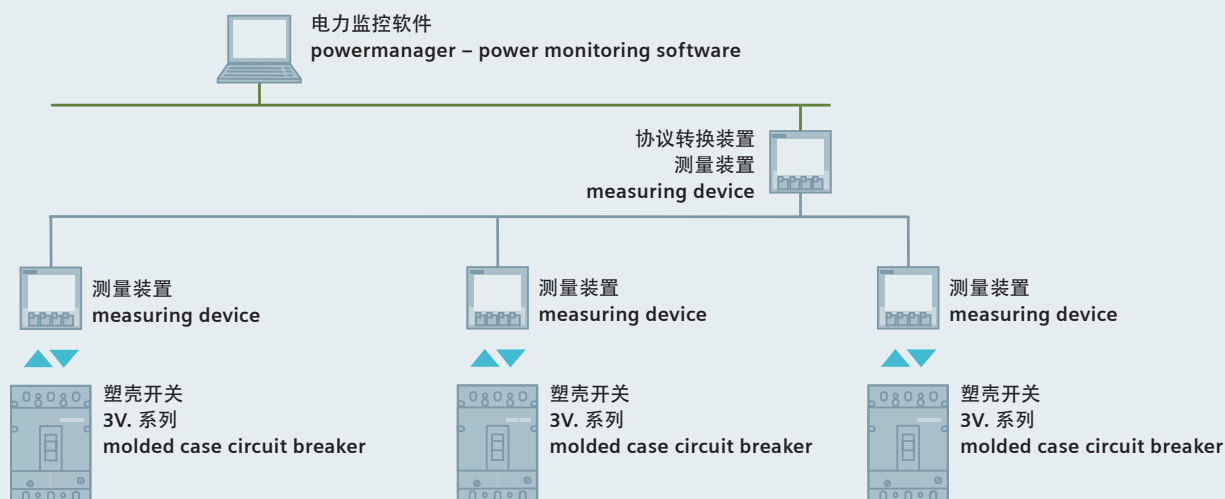 电力监控软件
powermanager – power monitoring software
协议转换装置
测量装置
measuring device
测量装置
measuring device
测量装置
measuring device
测量装置
measuring device
塑壳开关
3V. 系列
molded case circuit breaker
塑壳开关
3V. 系列
molded case circuit breaker
塑壳开关
3V. 系列
molded case circuit breaker